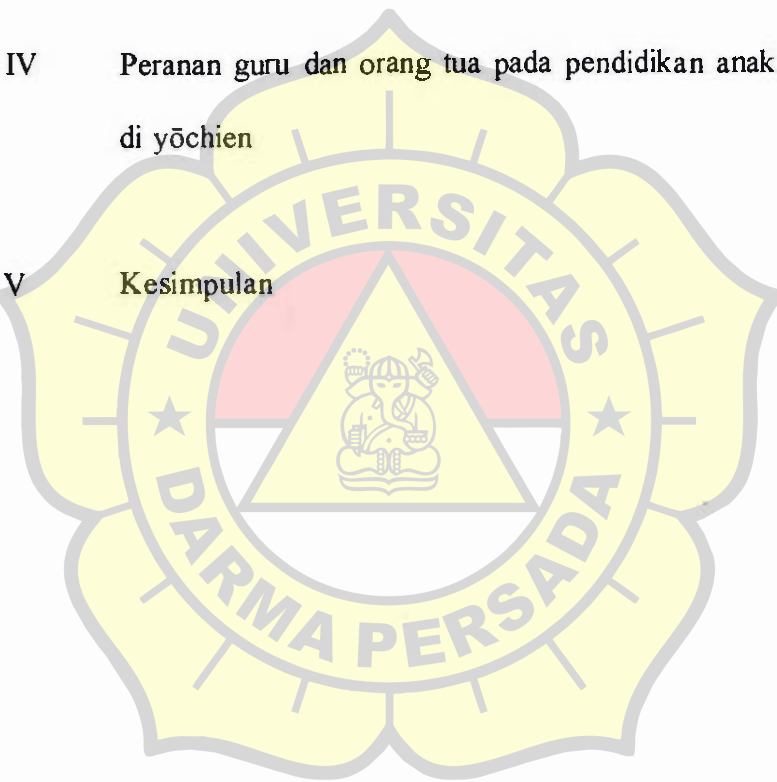 IV Peranan guru dan orang tua pada pendidikan anak
di yōchien
V Kesimpulan
UNIVERSITAS
DARMA PERSADA